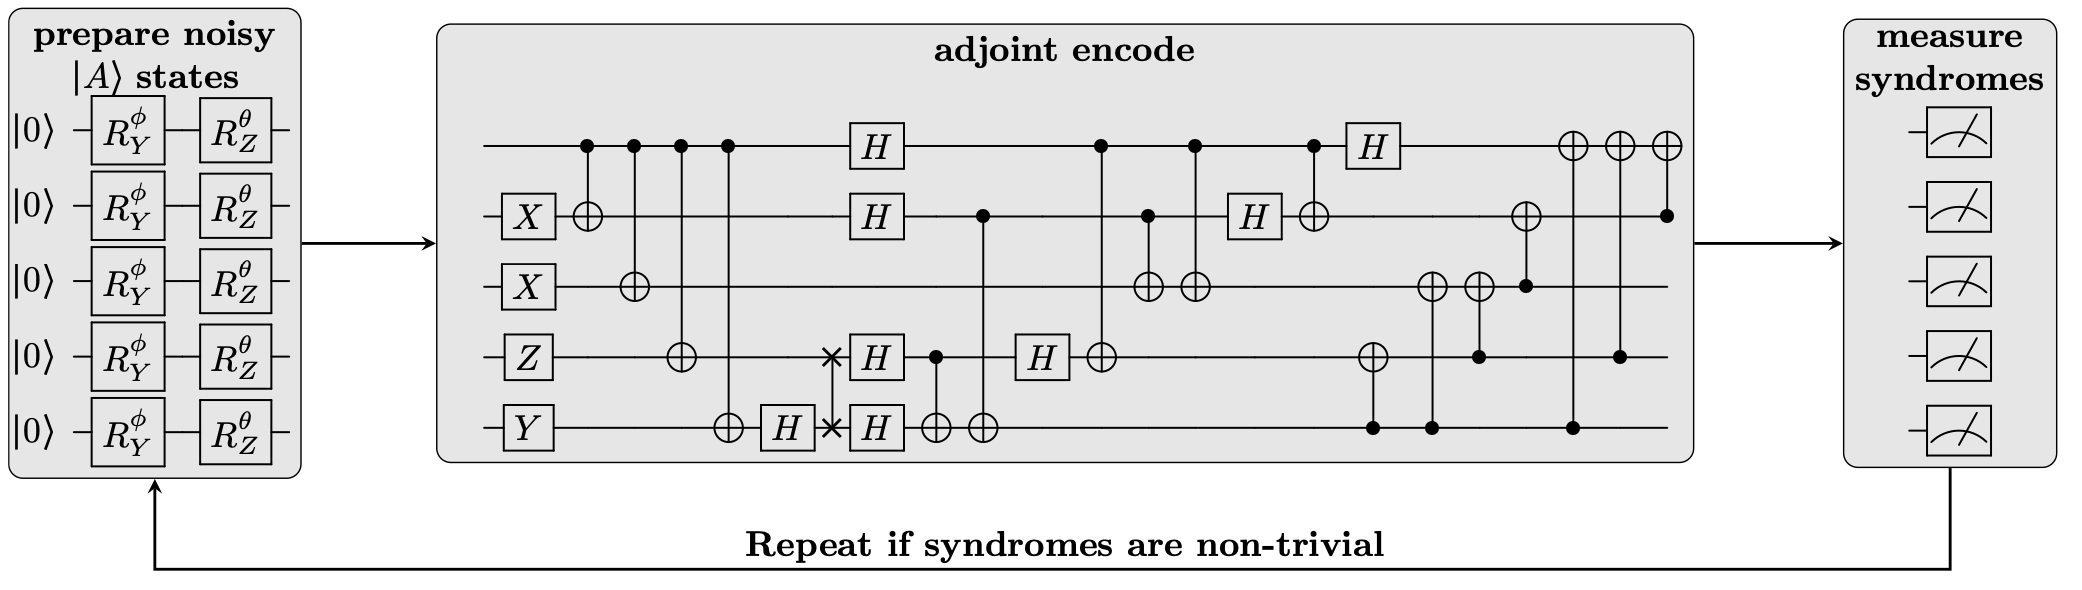 prepare noisy
|A⟩ states
|0⟩ R_Y^ϕ R_Z^θ
|0⟩ R_Y^ϕ R_Z^θ
|0⟩ R_Y^ϕ R_Z^θ
|0⟩ R_Y^ϕ R_Z^θ
|0⟩ R_Y^ϕ R_Z^θ
adjoint encode
H H
X H H
X
Z H H
Y H H
measure
syndromes
Repeat if syndromes are non-trivial